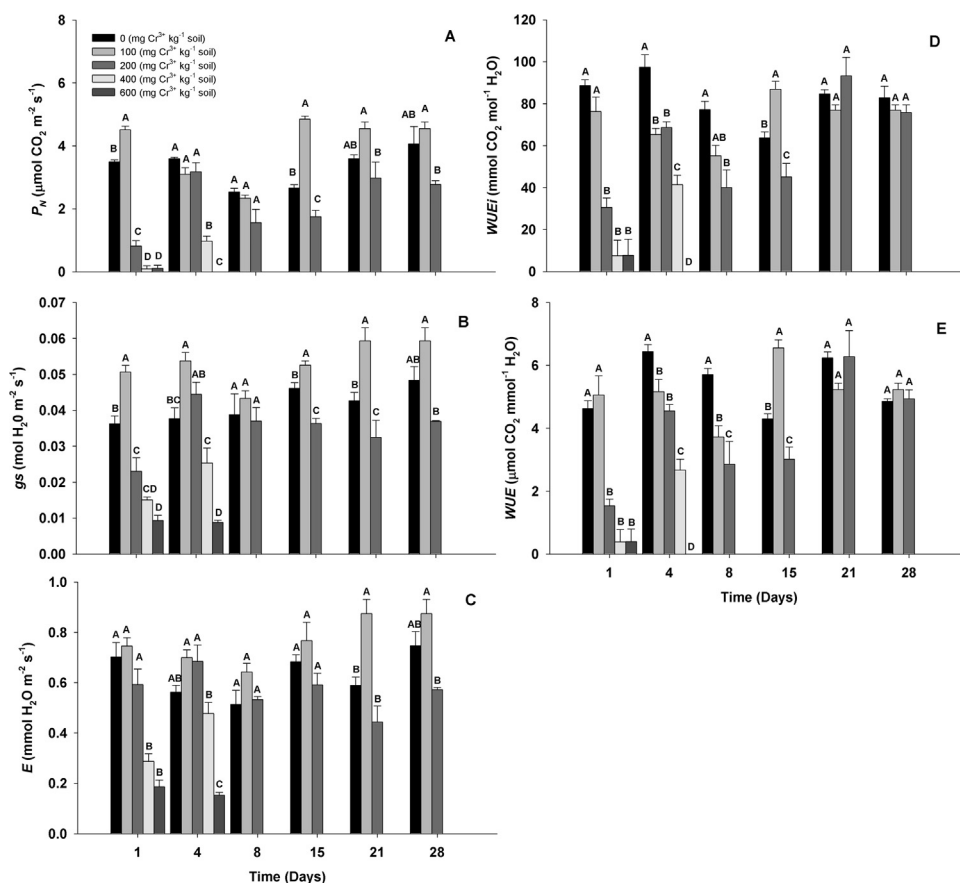 A
0 (mg Cr³⁺ kg⁻¹ soil)
100 (mg Cr³⁺ kg⁻¹ soil)
200 (mg Cr³⁺ kg⁻¹ soil)
400 (mg Cr³⁺ kg⁻¹ soil)
600 (mg Cr³⁺ kg⁻¹ soil)
P_N (μmol CO₂ m⁻² s⁻¹)
8
6
4
2
0
B A C D D
A A A B C
A A A
B A C
AB A B
AB A B
B
gs (mol H₂0 m⁻² s⁻¹)
0.07
0.06
0.05
0.04
0.03
0.02
0.01
0.00
B A C CD D
BC A AB C D
A A A
B A C
B A C
AB A B
C
E (mmol H₂O m⁻² s⁻¹)
1.0
0.8
0.6
0.4
0.2
0.0
A A A B B
AB A A B C
A A A
A A A
B A B
AB A B
1 4 8 15 21 28
Time (Days)
D
WUEi (mmol CO₂ mol⁻¹ H₂O)
120
100
80
60
40
20
0
A A B B B
A B B C D
A AB B
B A C
A A A
A A A
E
WUE (μmol CO₂ mmol⁻¹ H₂O)
8
6
4
2
0
A A B B B
A B B C D
A B C
B A C
A A A
A A A
1 4 8 15 21 28
Time (Days)